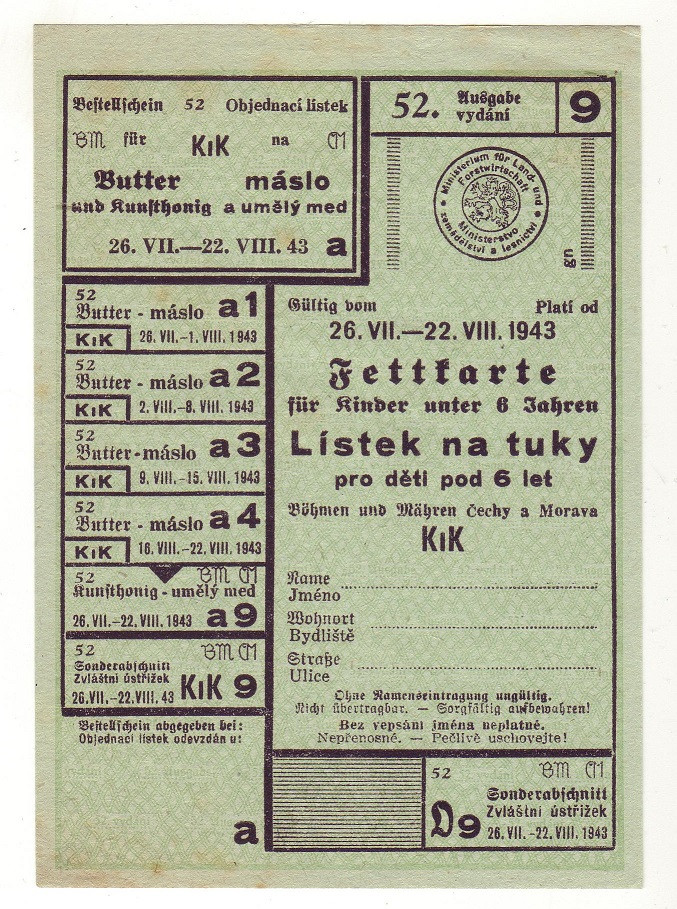 Bestellschein 52 Objednací lístek
BM für KiK na ČM
Butter máslo
und Kunsthonig a umělý med
26. VII.—22. VIII. 43 a
52. Ausgabe
vydání
9
Ministerium für Land- und
Forstwirtschaft
Ministerstvo
zemědělství a lesnictví
gu
52
Butter - máslo a1
KiK 26. VII.-1. VIII. 1943
52
Butter - máslo a2
KiK 2. VIII.-8. VIII. 1943
52
Butter - máslo a3
KiK 9. VIII.-15. VIII. 1943
52
Butter - máslo a4
KiK 16. VIII.-22. VIII. 1943
52 BM ČM
Kunsthonig - umělý med
26. VII.-22. VIII. 1943 a9
52 BM ČM
Sonderabschnitt
Zvláštní ústřižek
26. VII.-22. VIII. 43 KiK 9
Bestellschein abgegeben bei:
Objednací lístek odevzdán u:
a
Gültig vom Platí od
26. VII.—22. VIII. 1943
Fettkarte
für Kinder unter 6 Jahren
Lístek na tuky
pro děti pod 6 let
Böhmen und Mähren Čechy a Morava
KiK
Name
Jméno
Wohnort
Bydliště
Straße
Ulice
Ohne Namenseintragung ungültig.
Nicht übertragbar. — Sorgfältig aufbewahren!
Bez vepsání jména neplatné.
Nepřenosné. — Pečlivě uschovejte!
52 BM ČM
Sonderabschnitt
Zvláštní ústřižek
D9 26. VII.-22. VIII. 1943